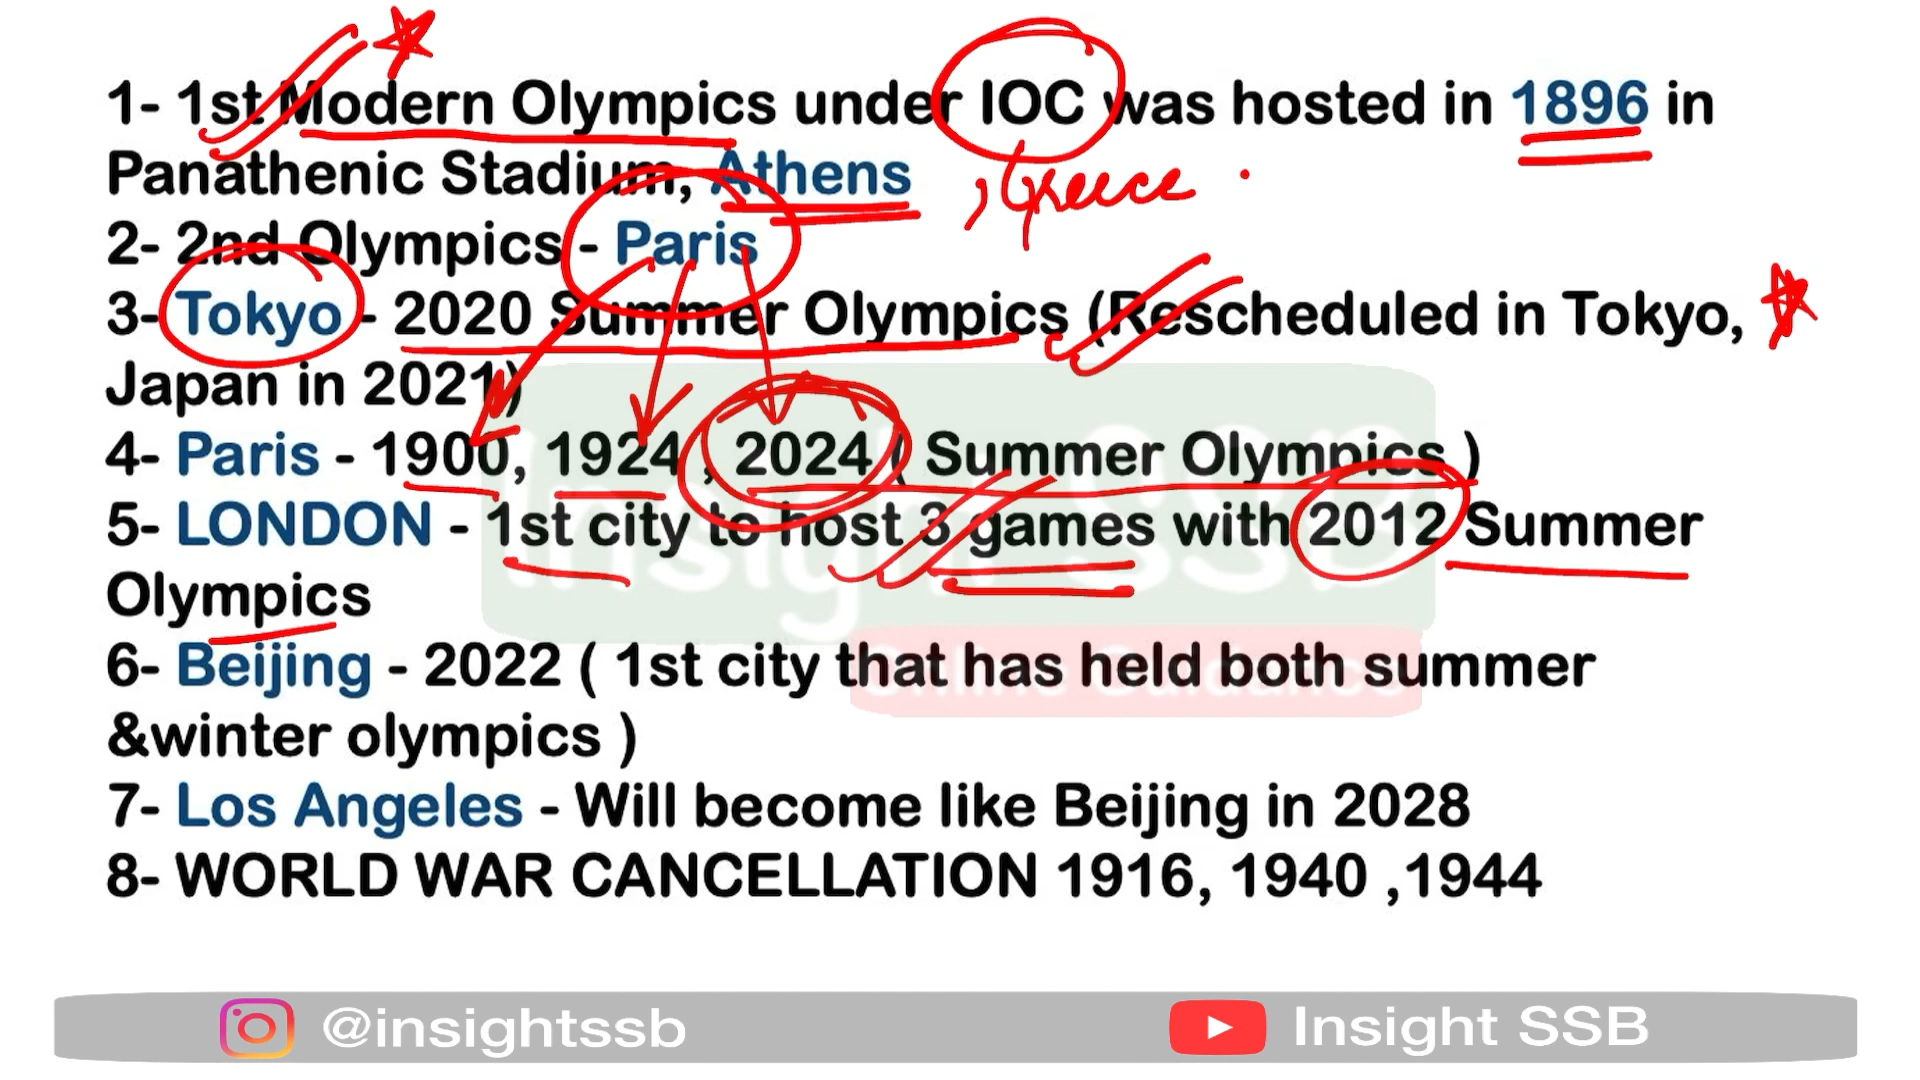 1- 1st Modern Olympics under IOC was hosted in 1896 in
Panathenic Stadium, Athens , Greece .
2- 2nd Olympics - Paris
3- Tokyo - 2020 Summer Olympics (Rescheduled in Tokyo,
Japan in 2021)
4- Paris - 1900, 1924 , 2024 ( Summer Olympics )
5- LONDON - 1st city to host 3 games with 2012 Summer
Olympics
6- Beijing - 2022 ( 1st city that has held both summer
&winter olympics )
7- Los Angeles - Will become like Beijing in 2028
8- WORLD WAR CANCELLATION 1916, 1940 ,1944
Insight SSB
Online Guidance
@insightssb
Insight SSB